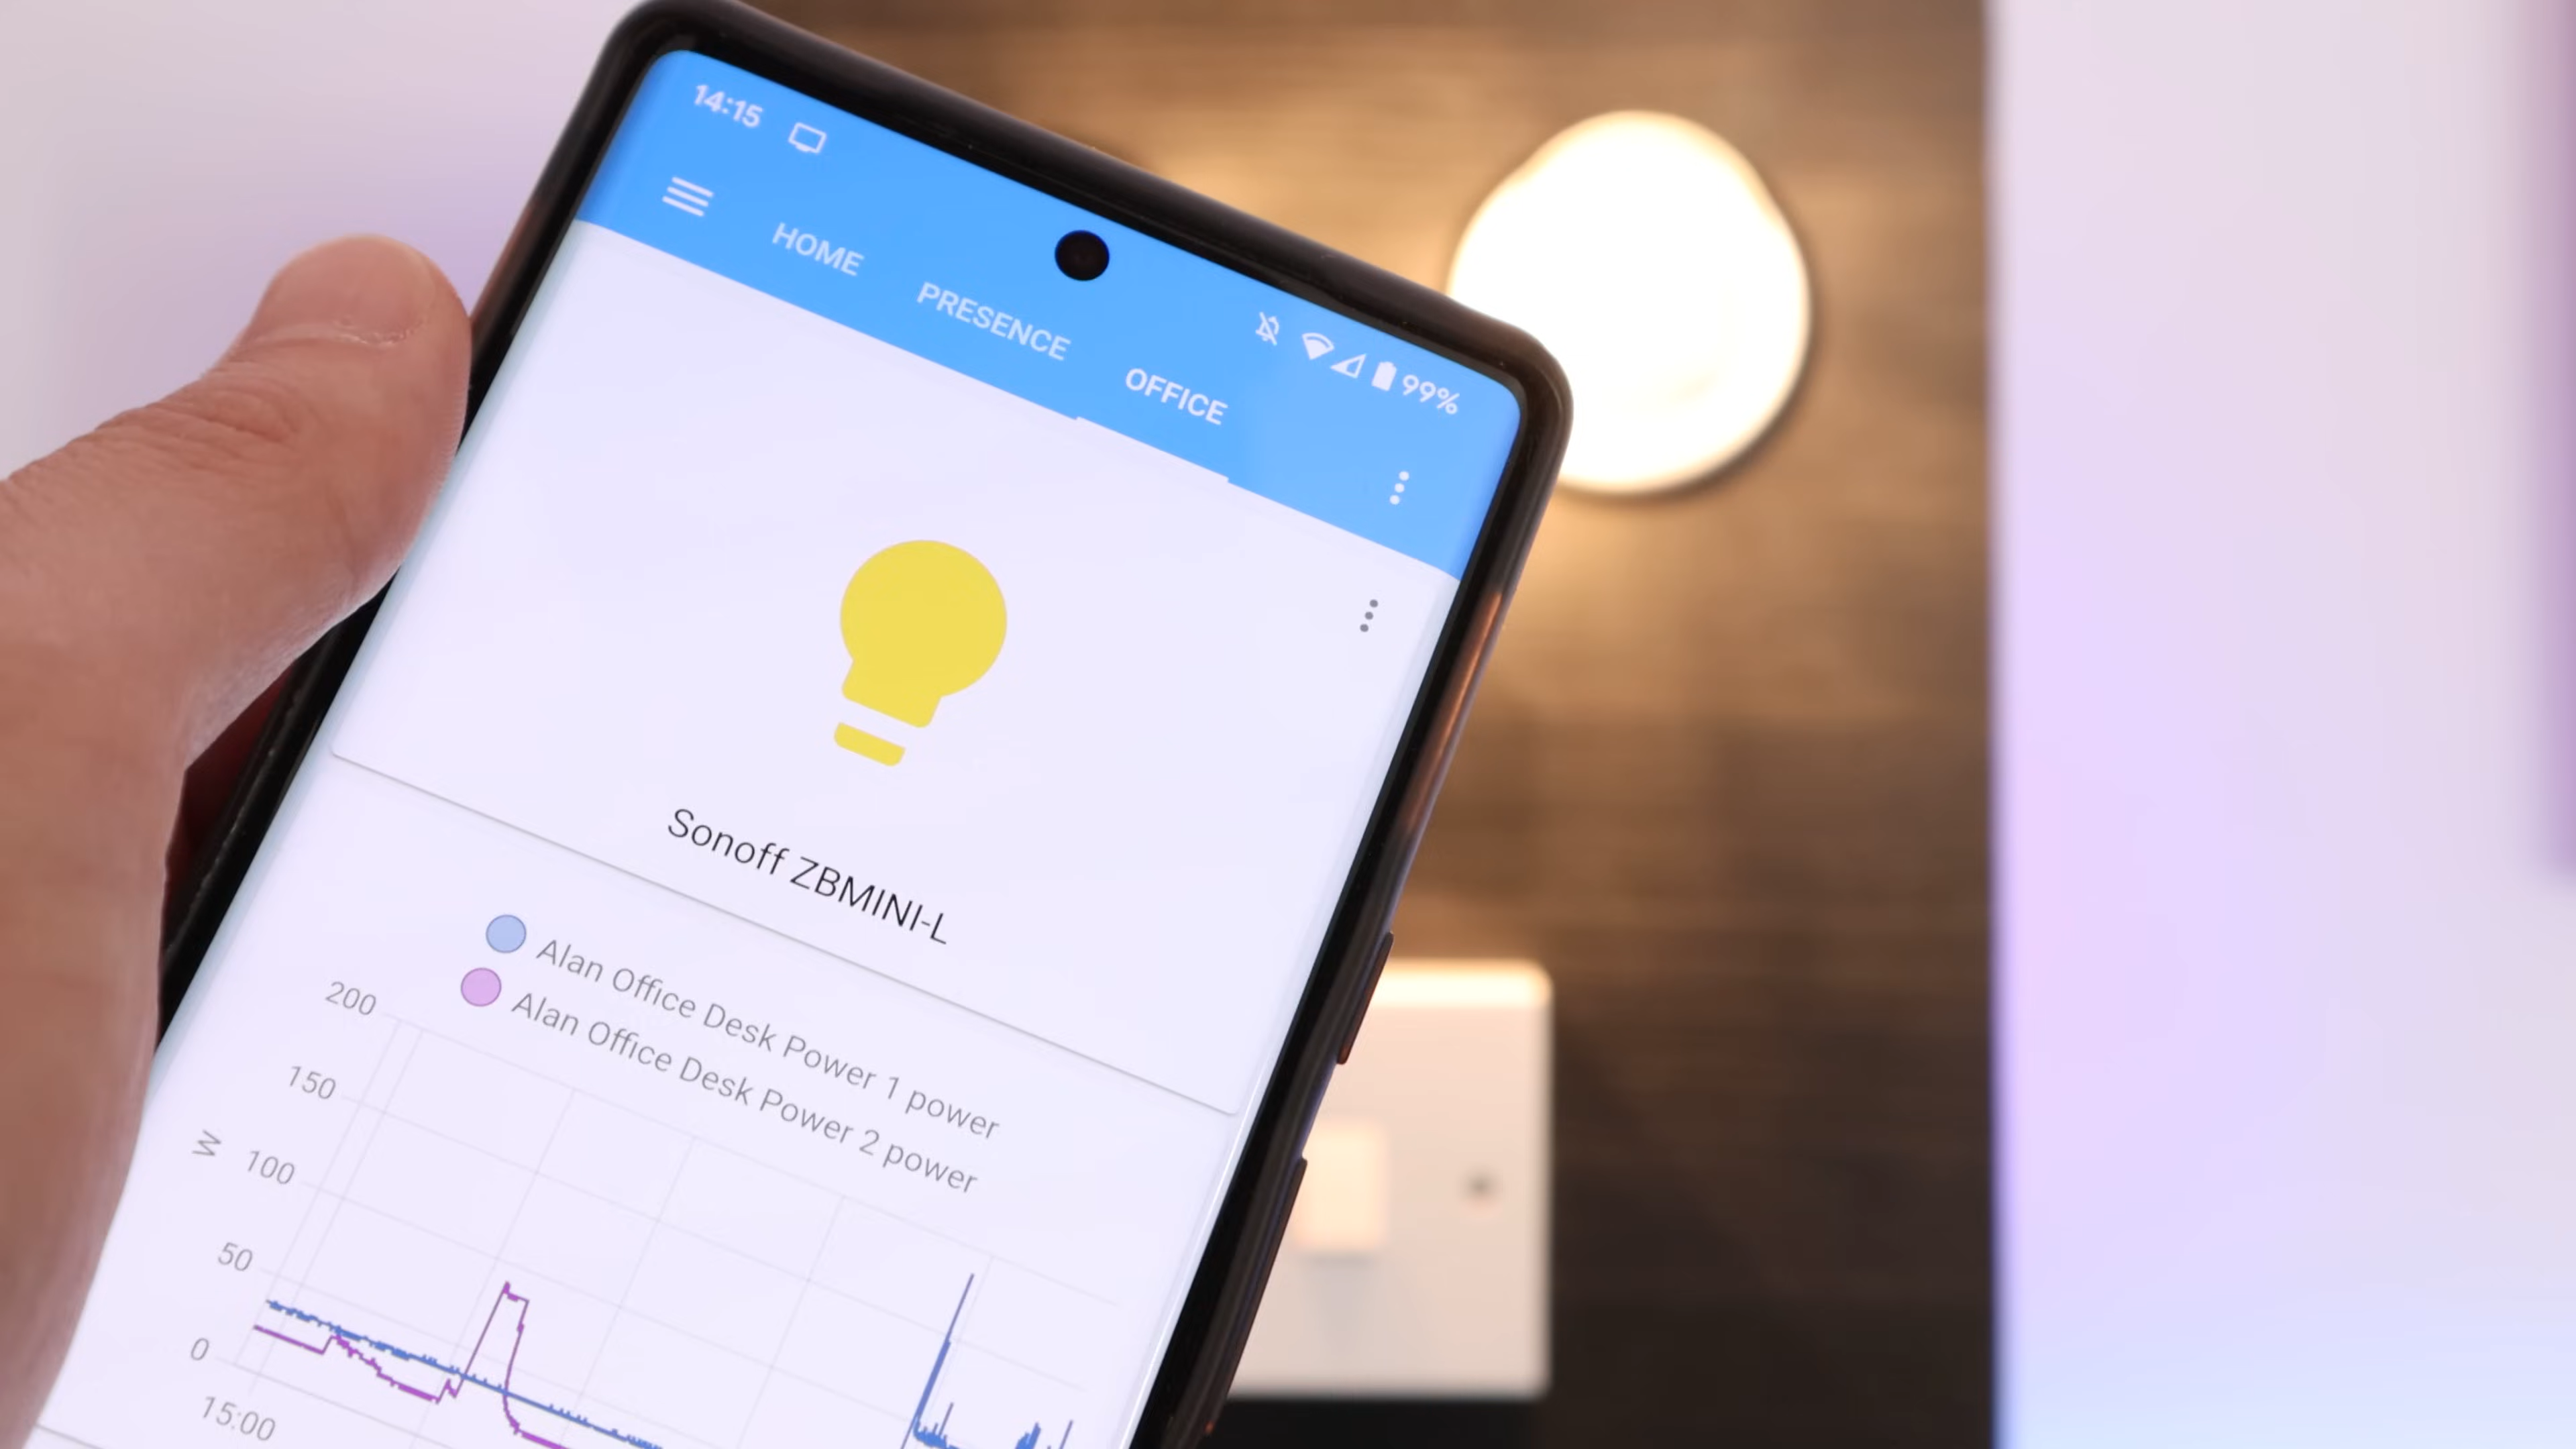 14:15
99%
HOME PRESENCE OFFICE
Sonoff ZBMINI-L
Alan Office Desk Power 1 power
Alan Office Desk Power 2 power
200
150
W
100
50
0
15:00